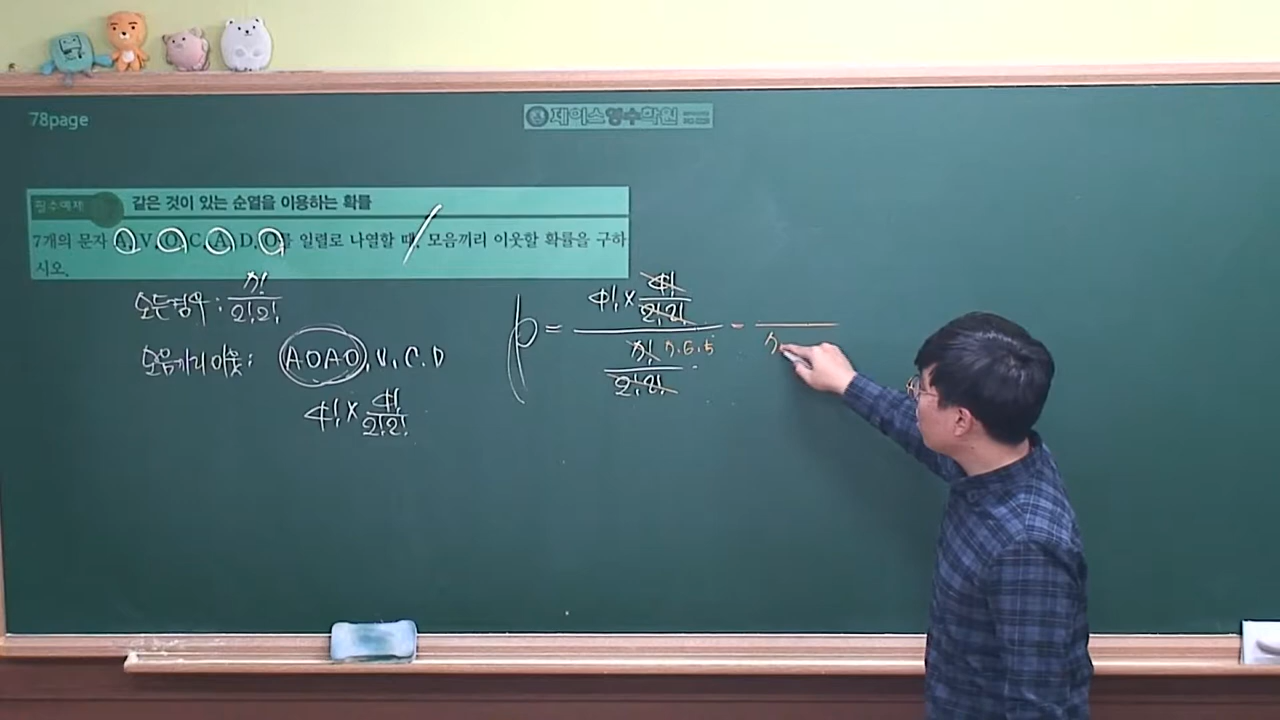 78page
제이스영수학원
필수예제 같은 것이 있는 순열을 이용하는 확률
7개의 문자 A, V, O, C, A, D, O를 일렬로 나열할 때, 모음끼리 이웃할 확률을 구하
시오.
모든경우 : 7! / 2!2!
모음끼리 이웃 : AOAO, V, C, D
4! × 4! / 2!2!
p = 4! × 4! / 2!2!
7! 7·6·5
2!2!
7